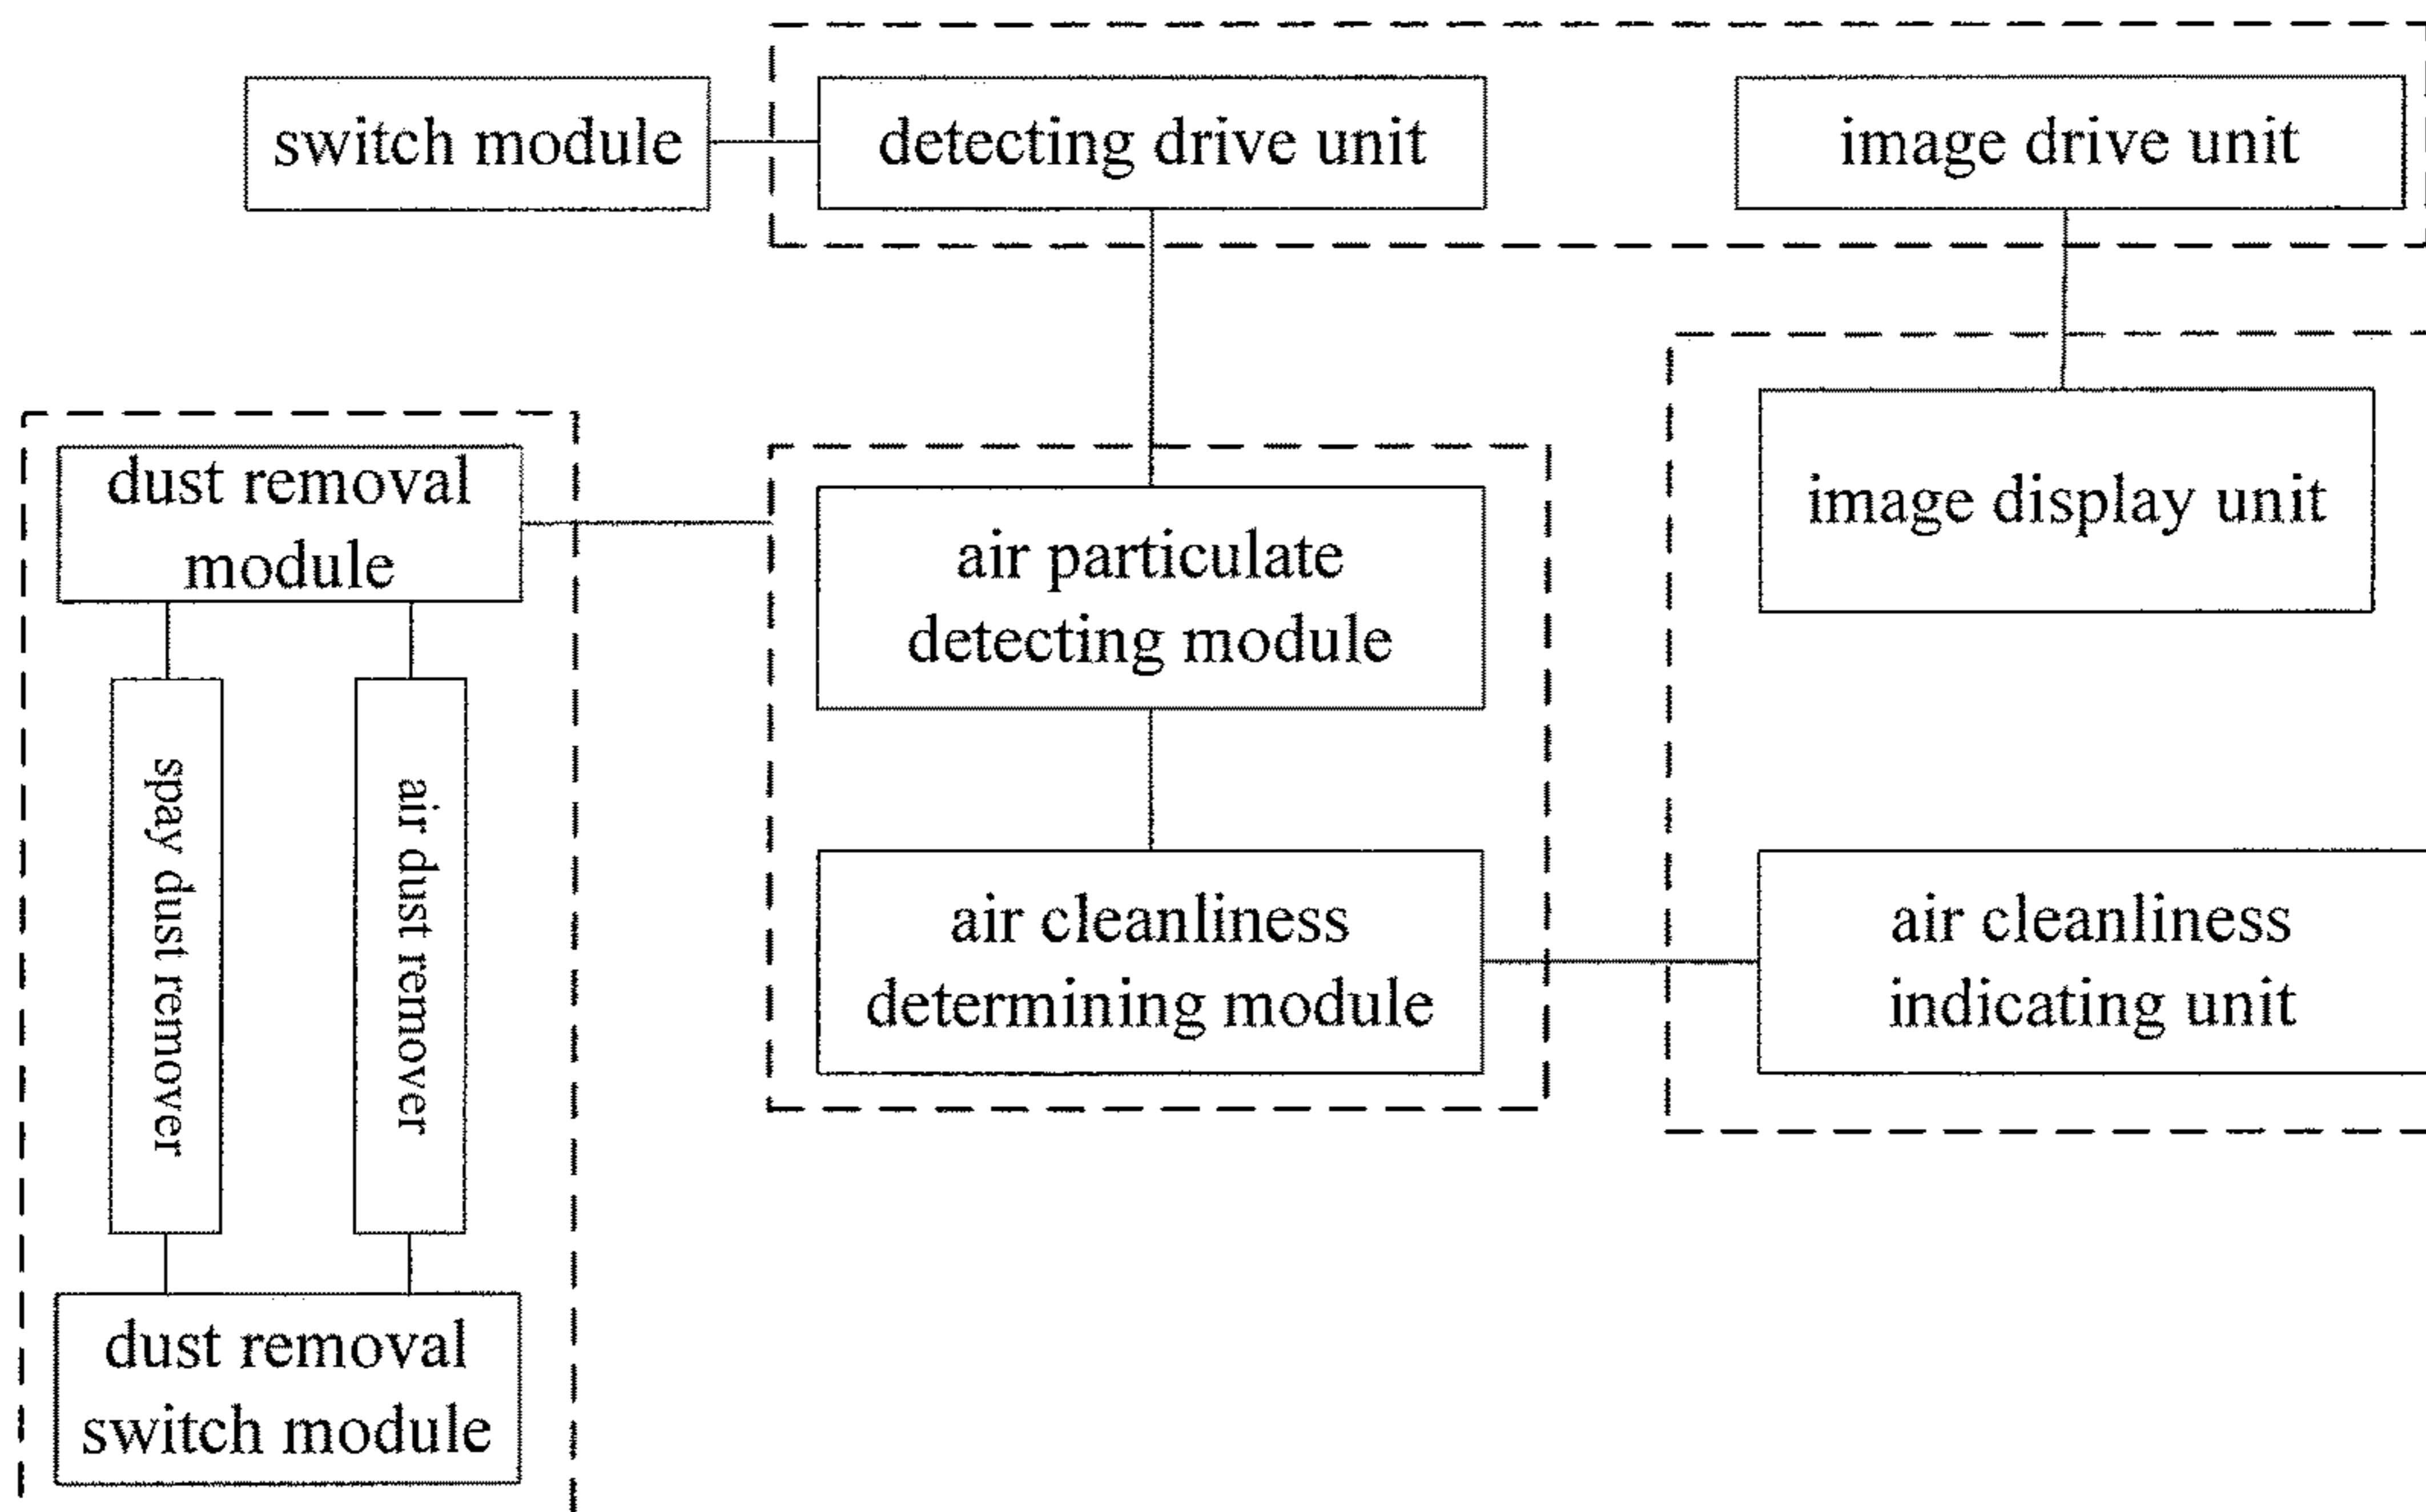 switch module
detecting drive unit
image drive unit
dust removal
module
air particulate
detecting module
image display unit
spay dust remover
air dust remover
air cleanliness
determining module
air cleanliness
indicating unit
dust removal
switch module